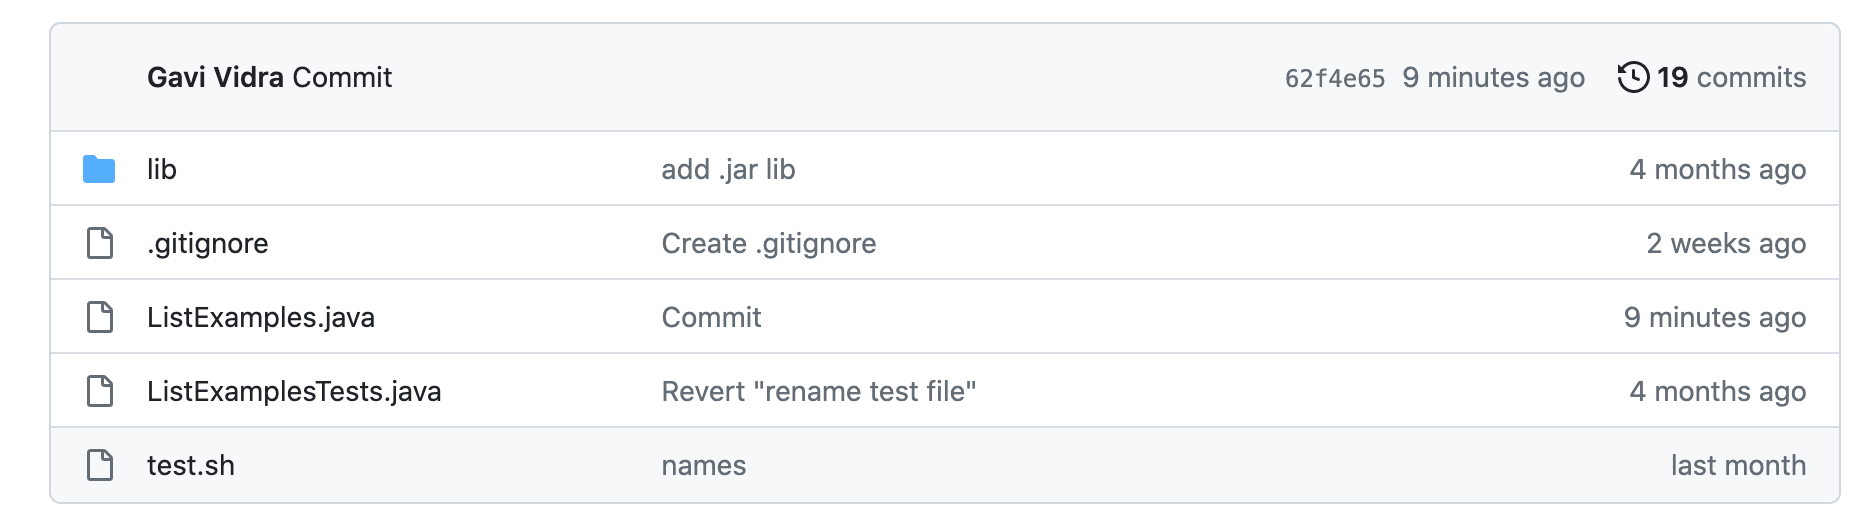 Gavi Vidra Commit 62f4e65 9 minutes ago 19 commits
lib add .jar lib 4 months ago
.gitignore Create .gitignore 2 weeks ago
ListExamples.java Commit 9 minutes ago
ListExamplesTests.java Revert "rename test file" 4 months ago
test.sh names last month